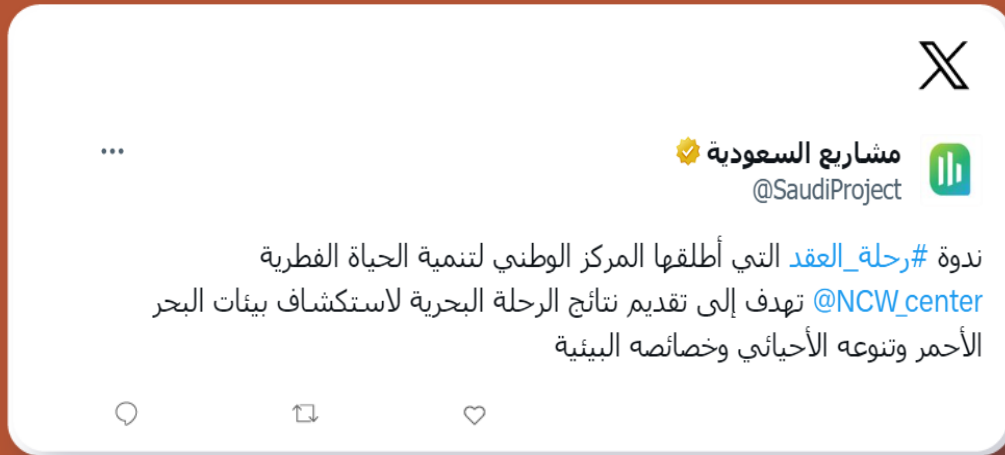 مشاريع السعودية
@SaudiProject
ندوة #رحلة_العقد التي أطلقها المركز الوطني لتنمية الحياة الفطرية
@NCW_center تهدف إلى تقديم نتائج الرحلة البحرية لاستكشاف بيئات البحر
الأحمر وتنوعه الأحيائي وخصائصه البيئية